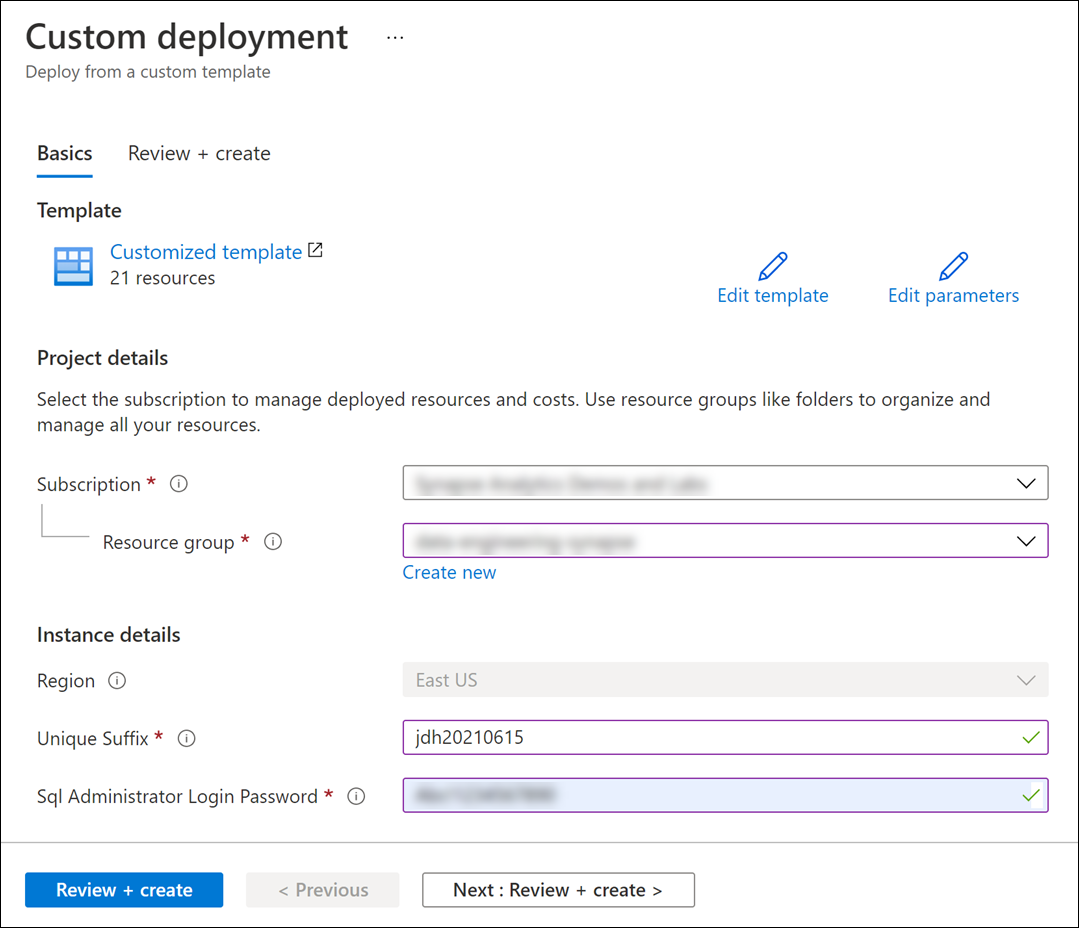 Custom deployment ...
Deploy from a custom template
Basics Review + create
Template
Customized template
21 resources
Edit template Edit parameters
Project details
Select the subscription to manage deployed resources and costs. Use resource groups like folders to organize and
manage all your resources.
Subscription *
Resource group *
Create new
Instance details
Region East US
Unique Suffix * jdh20210615
Sql Administrator Login Password *
Review + create < Previous Next : Review + create >